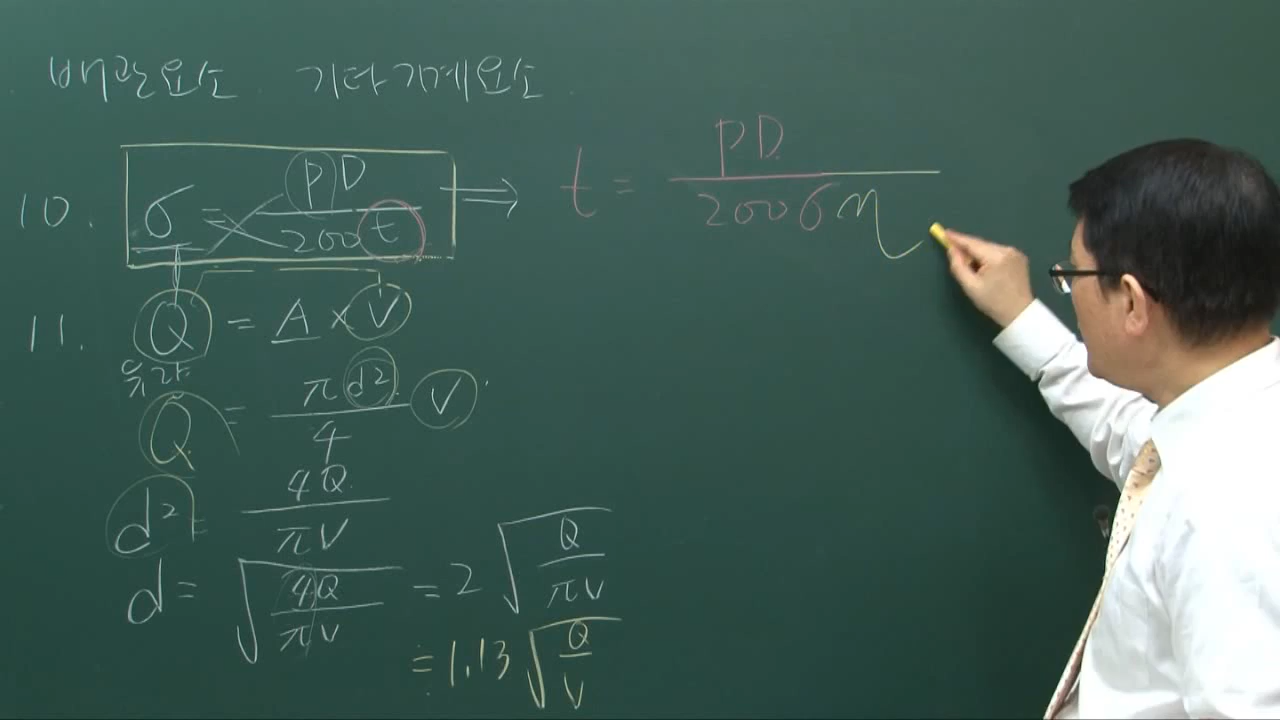 배관요소 기타기계요소
10. σ = PD / 200t ⇒ t = PD / 200ση
11. Q = A × V
유량
Q = πd² / 4 V
d² = 4Q / πV
d = √(4Q / πV) = 2√(Q / πV)
= 1.13√(Q / V)